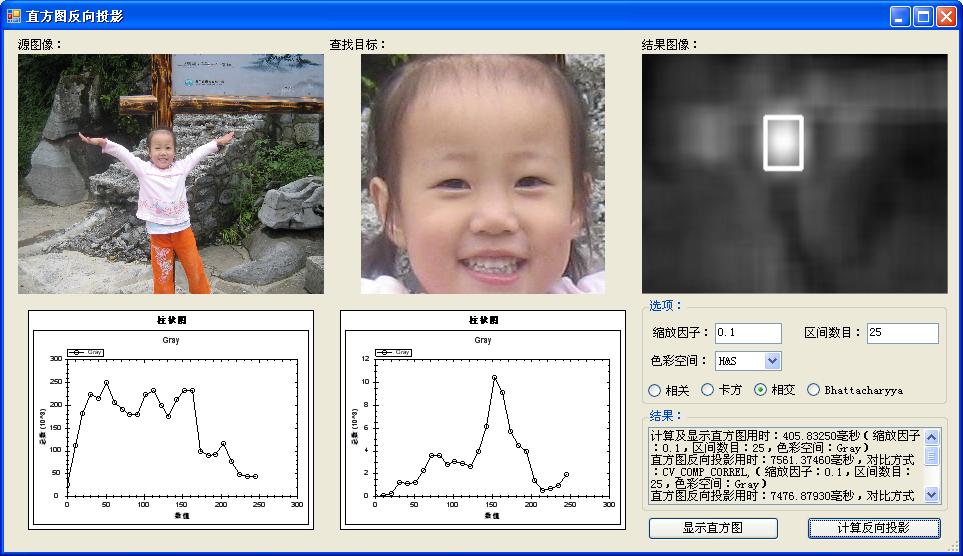 直方图反向投影
源图像：
查找目标：
结果图像：
柱状图
Gray
Gray
300
250
200
150
100
50
0
总数 (10^3)
0 50 100 150 200 250 300
数值
柱状图
Gray
Gray
12
10
8
6
4
2
0
总数 (10^3)
0 50 100 150 200 250 300
数值
选项：
缩放因子： 0.1 区间数目： 25
色彩空间： H&S
相关 卡方 相交 Bhattacharyya
结果：
计算及显示直方图用时：405.83250毫秒（缩放因子
：0.1，区间数目：25，色彩空间：Gray）
直方图反向投影用时：7561.37460毫秒，对比方式
：CV_COMP_CORREL，（缩放因子：0.1，区间数目：
25，色彩空间：Gray）
直方图反向投影用时：7476.87930毫秒，对比方式
显示直方图 计算反向投影